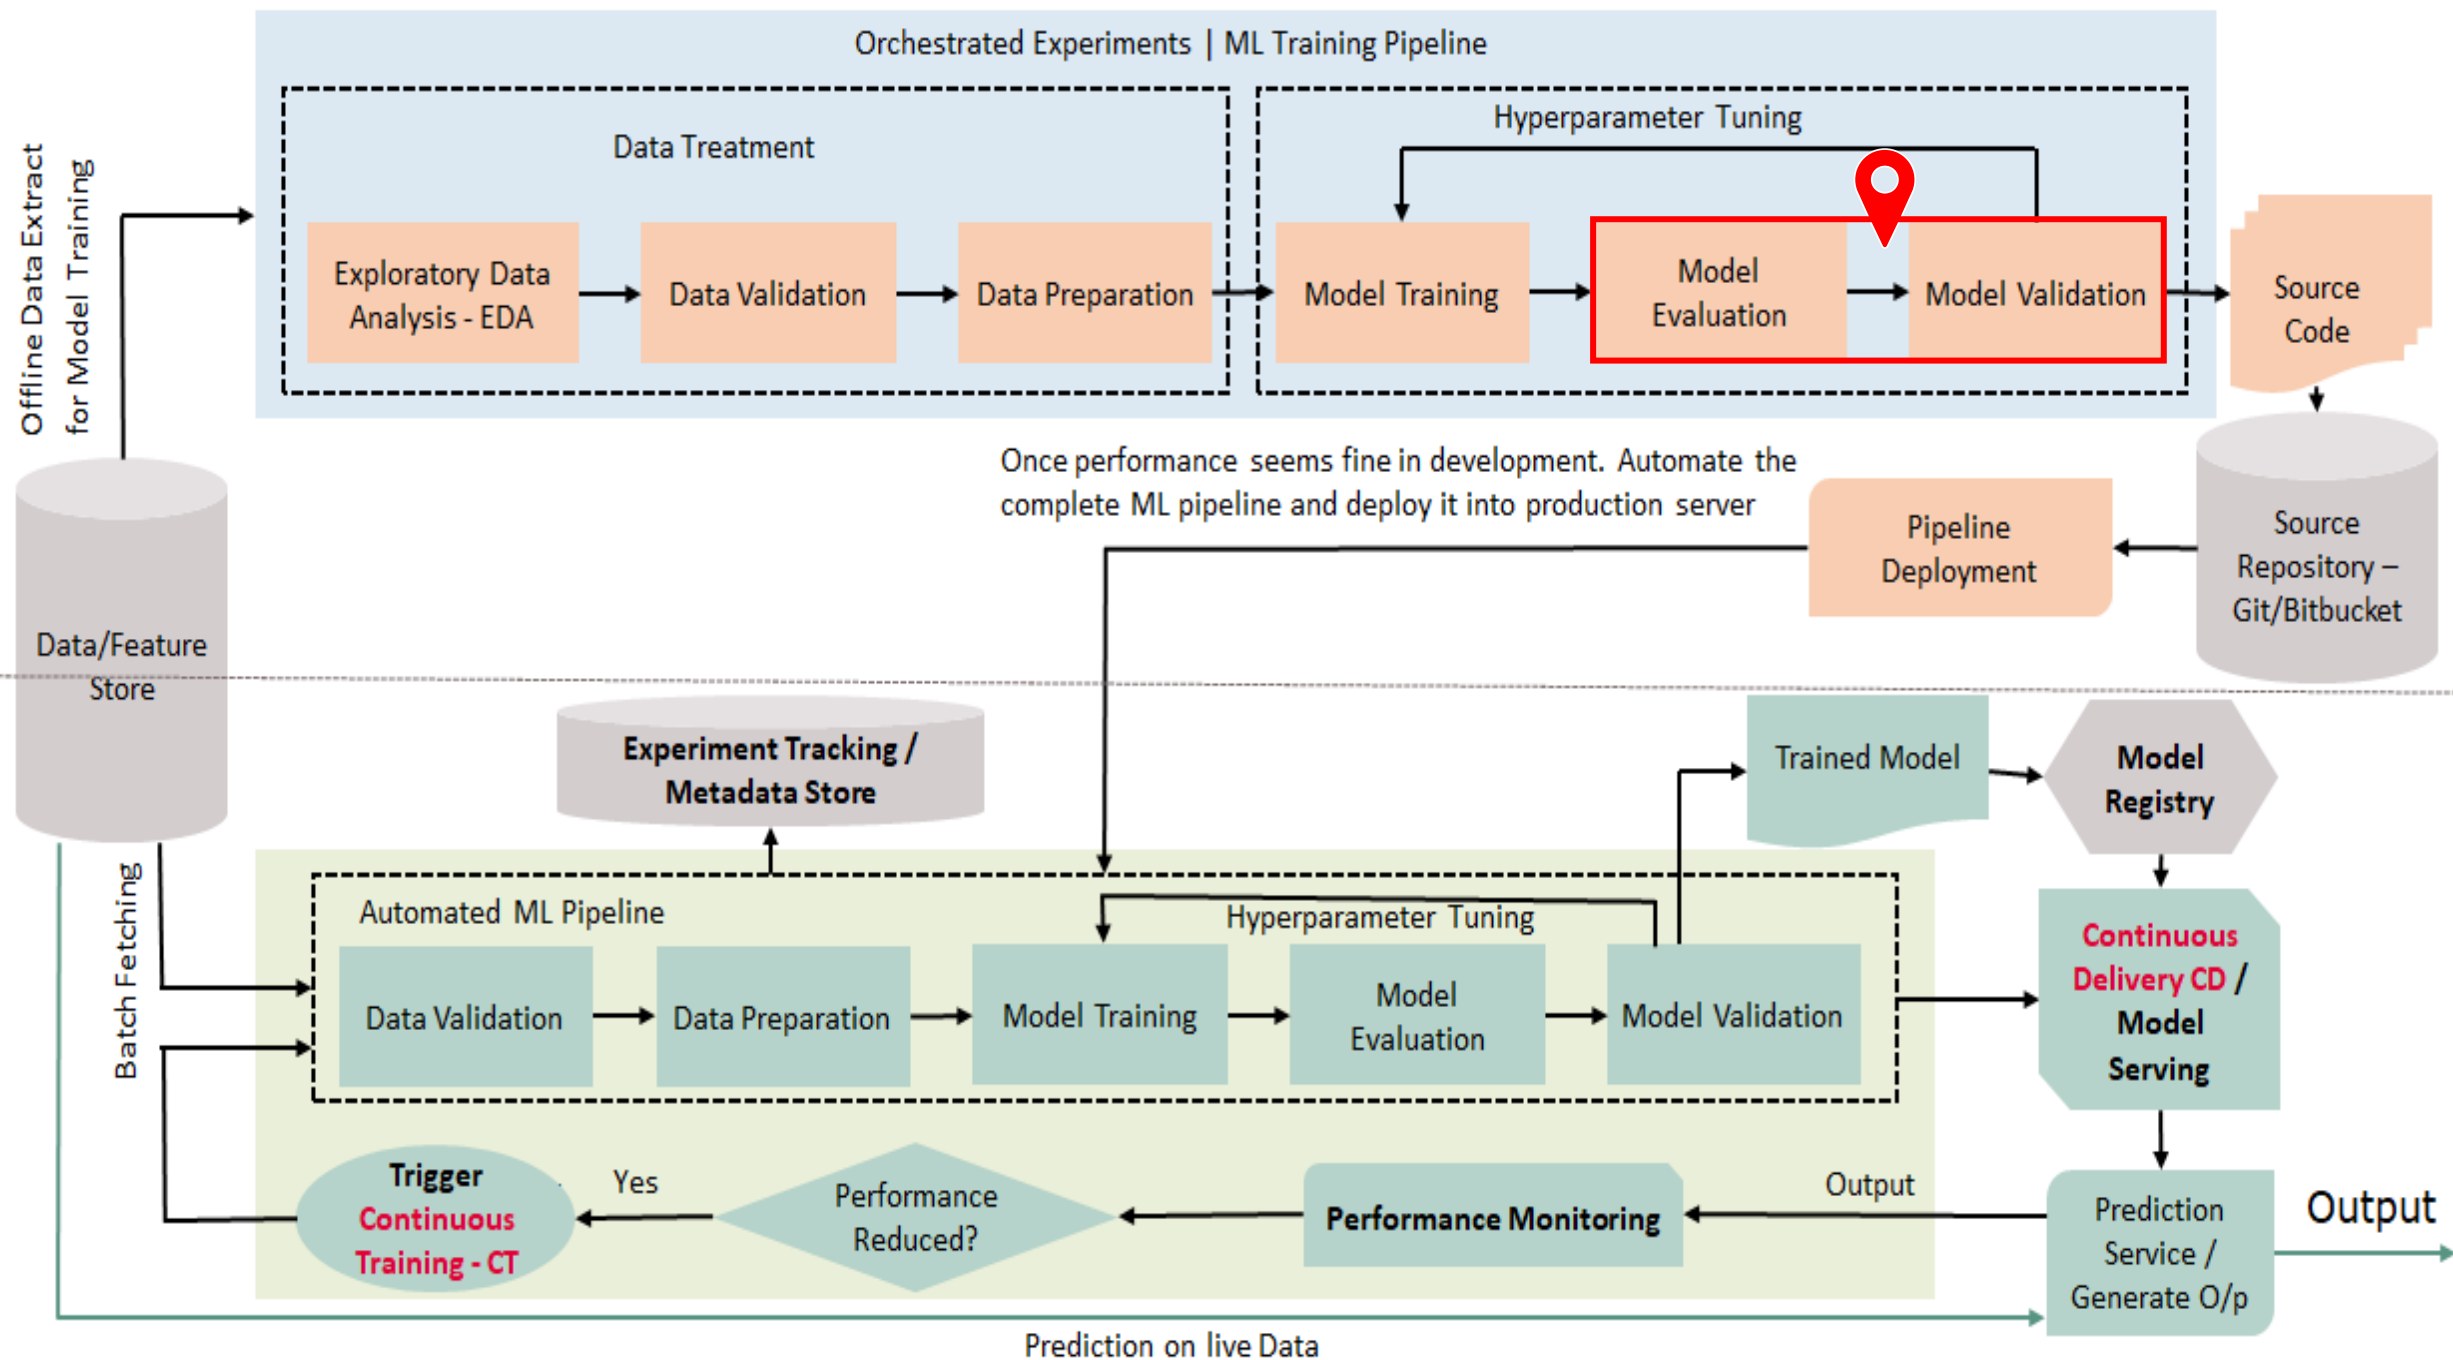 Orchestrated Experiments | ML Training Pipeline
Offline Data Extract
for Model Training
Data Treatment
Hyperparameter Tuning
Exploratory Data
Analysis - EDA
Data Validation
Data Preparation
Model Training
Model
Evaluation
Model Validation
Source
Code
Once performance seems fine in development. Automate the
complete ML pipeline and deploy it into production server
Pipeline
Deployment
Source
Repository –
Git/Bitbucket
Data/Feature
Store
Experiment Tracking /
Metadata Store
Trained Model
Model
Registry
Batch Fetching
Automated ML Pipeline
Hyperparameter Tuning
Data Validation
Data Preparation
Model Training
Model
Evaluation
Model Validation
Continuous
Delivery CD /
Model
Serving
Trigger
Continuous
Training - CT
Yes
Performance
Reduced?
Performance Monitoring
Output
Prediction
Service /
Generate O/p
Output
Prediction on live Data